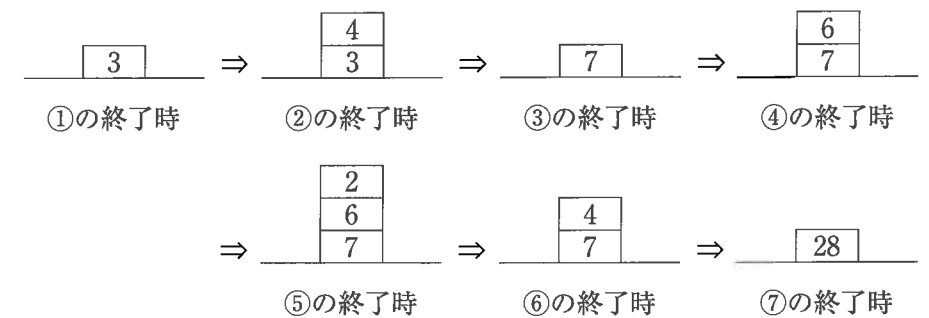 4 6
3 ⇒ 3 ⇒ 7 ⇒ 7
①の終了時 ②の終了時 ③の終了時 ④の終了時
2
6 4
⇒ 7 ⇒ 7 ⇒ 28
⑤の終了時 ⑥の終了時 ⑦の終了時